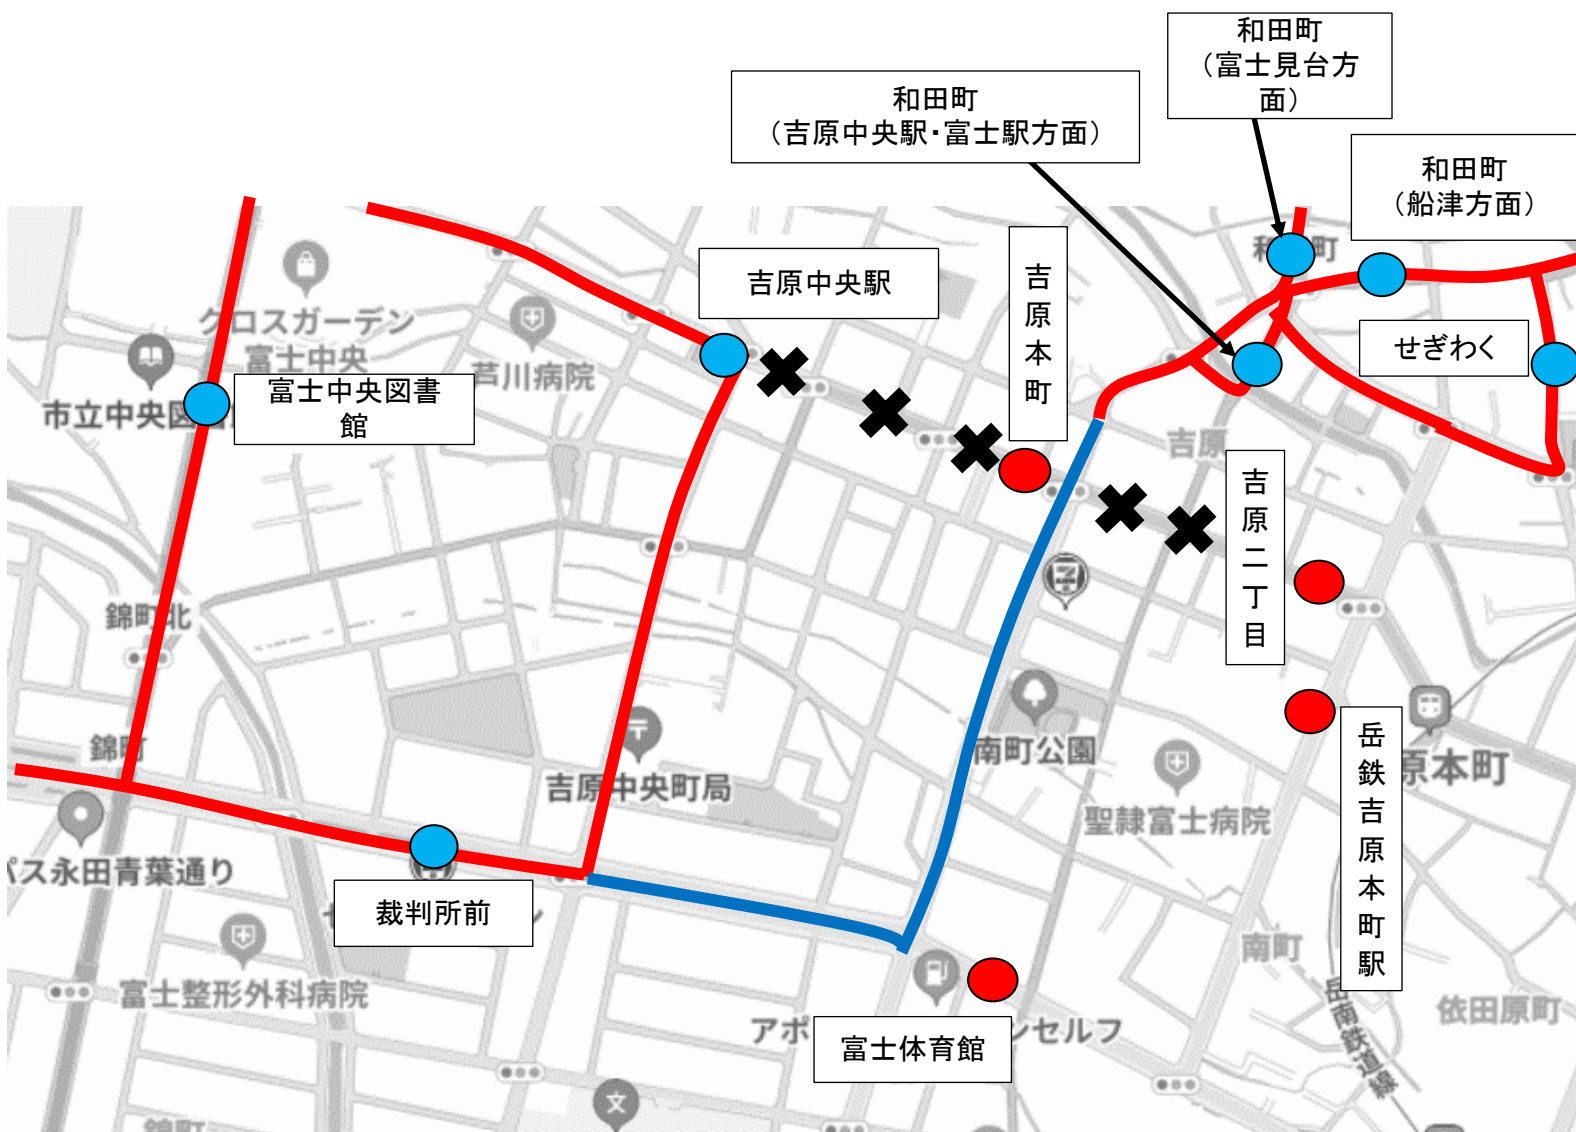 和田町
（富士見台方
面）
和田町
（吉原中央駅・富士駅方面）
和田町
（船津方面）
吉原中央駅
吉原本町
せぎわく
クロスガーデン
富士中央
芦川病院
富士中央図書
館
市立中央図
吉原
吉原二丁目
錦町北
錦町
吉原中央町局
南町公園
原本町
岳鉄吉原本町駅
聖隷富士病院
パス永田青葉通り
裁判所前
ン
南町
富士整形外科病院
依田原町
岳南鉄道線
アポ
ンセルフ
富士体育館
文
錦町